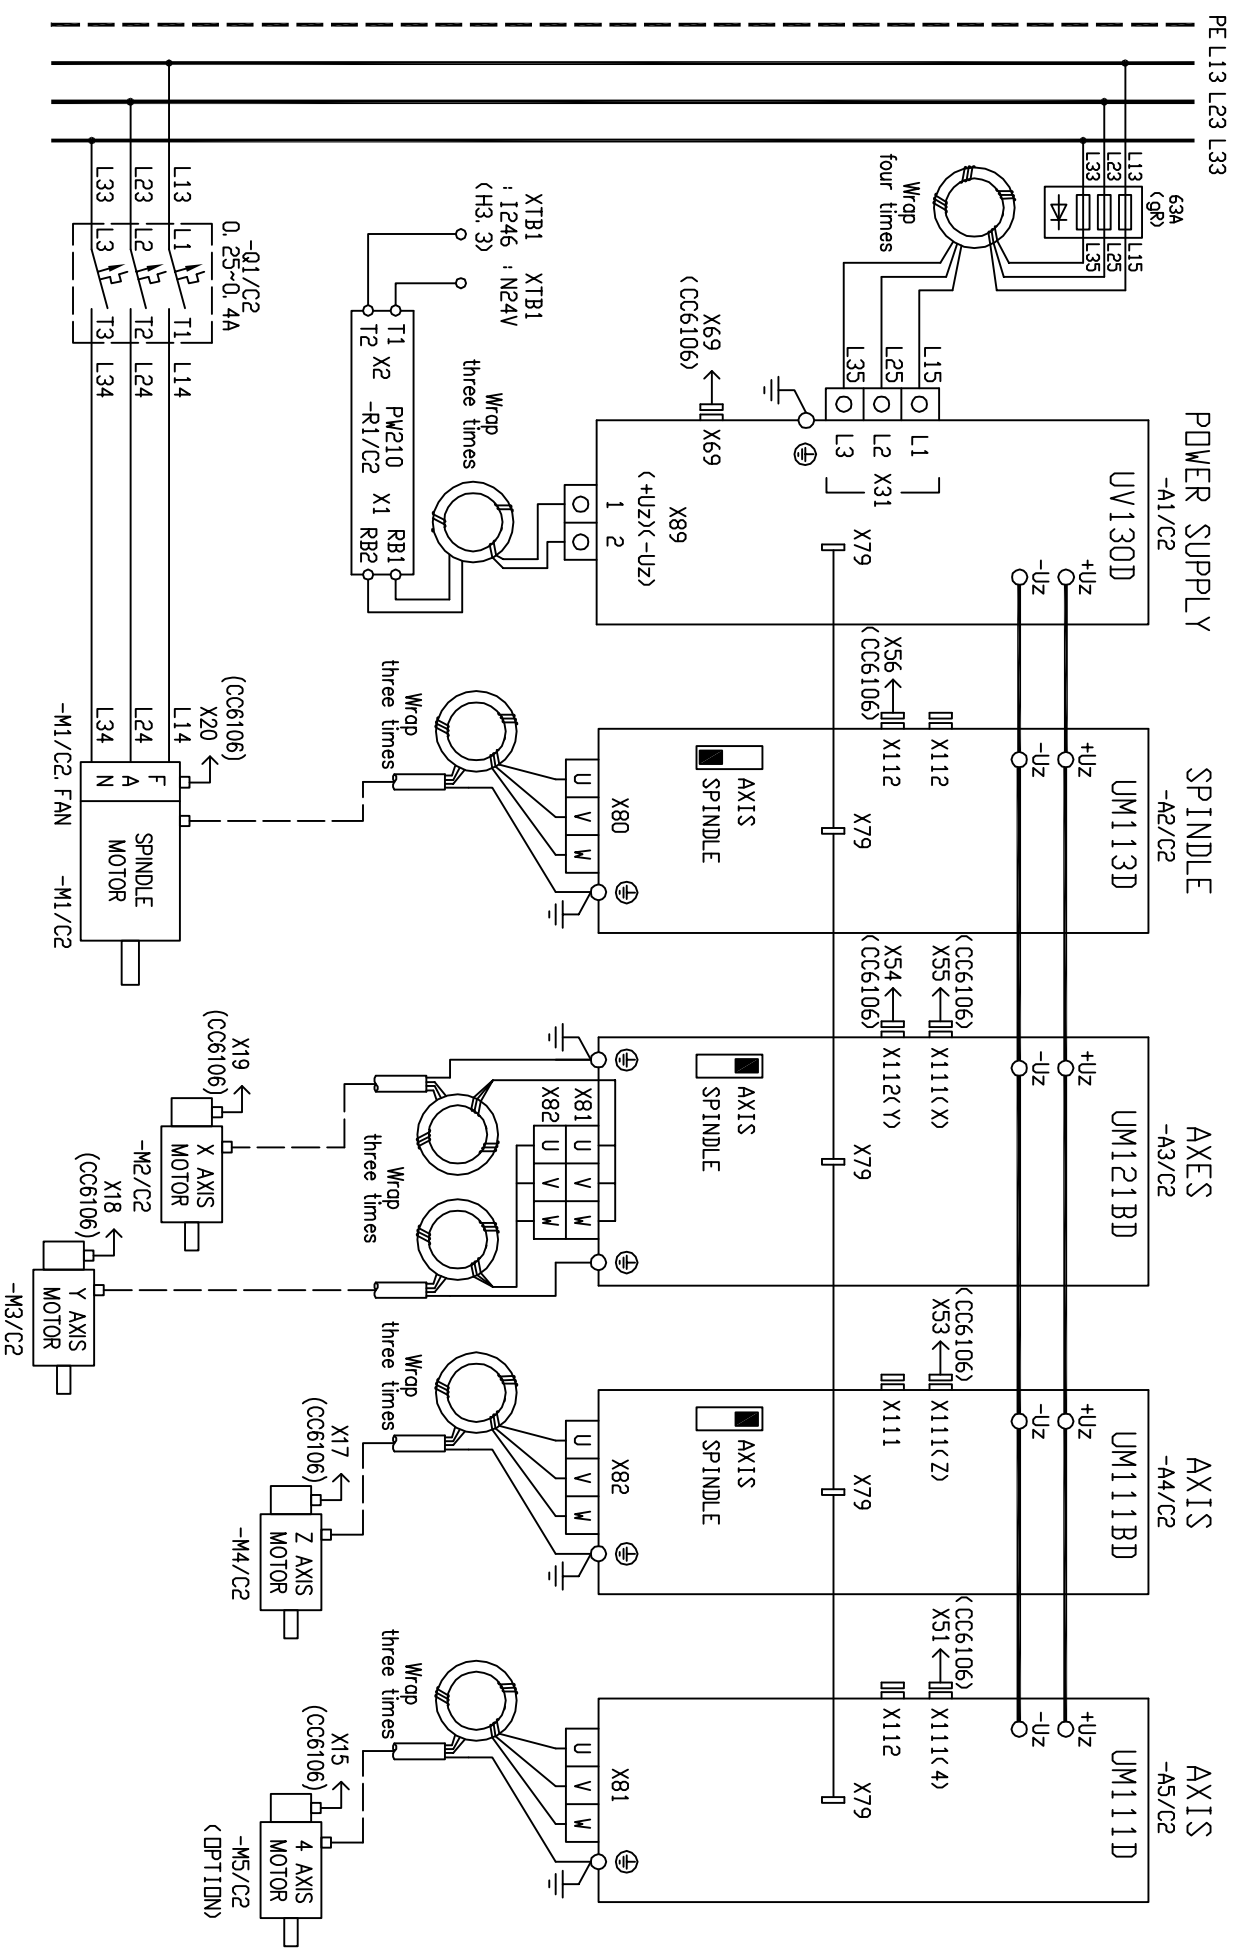 PE L13 L23 L33
L13
L23
L33
63A
(gR)
L15
L25
L35
Wrap
four times
L15
L25
L35
POWER SUPPLY
-A1/C2
UV130D
L1
L2
L3
X31
X79
+Uz
-Uz
X69
(CC6106)
X69
X89
1 2
(+Uz)(-Uz)
Wrap
three times
XTB1
: I246
(H3. 3)
XTB1
: N24V
T1
T2
X2
PW210
-R1/C2
X1
RB1
RB2
L13
L23
L33
-Q1/C2
0. 25~0. 4A
L1
L2
L3
T1
T2
T3
L14
L24
L34
L14
L24
L34
X20
(CC6106)
F
A
N
SPINDLE
MOTOR
-M1/C2. FAN
-M1/C2
SPINDLE
-A2/C2
UM113D
+Uz
-Uz
X56
(CC6106)
X112
X112
X79
AXIS
SPINDLE
X80
U V W
Wrap
three times
AXES
-A3/C2
UM121BD
+Uz
-Uz
(CC6106)
X55
X54
(CC6106)
X111(X)
X112(Y)
X79
AXIS
SPINDLE
X81
X82
U V W
U V W
Wrap
three times
X19
(CC6106)
X AXIS
MOTOR
-M2/C2
X18
(CC6106)
Y AXIS
MOTOR
-M3/C2
AXIS
-A4/C2
UM111BD
+Uz
-Uz
(CC6106)
X53
X111(Z)
X111
X79
AXIS
SPINDLE
X82
U V W
Wrap
three times
X17
(CC6106)
Z AXIS
MOTOR
-M4/C2
AXIS
-A5/C2
UM111D
+Uz
-Uz
(CC6106)
X51
X111(4)
X112
X79
X81
U V W
Wrap
three times
X15
(CC6106)
4 AXIS
MOTOR
-M5/C2
(OPTION)